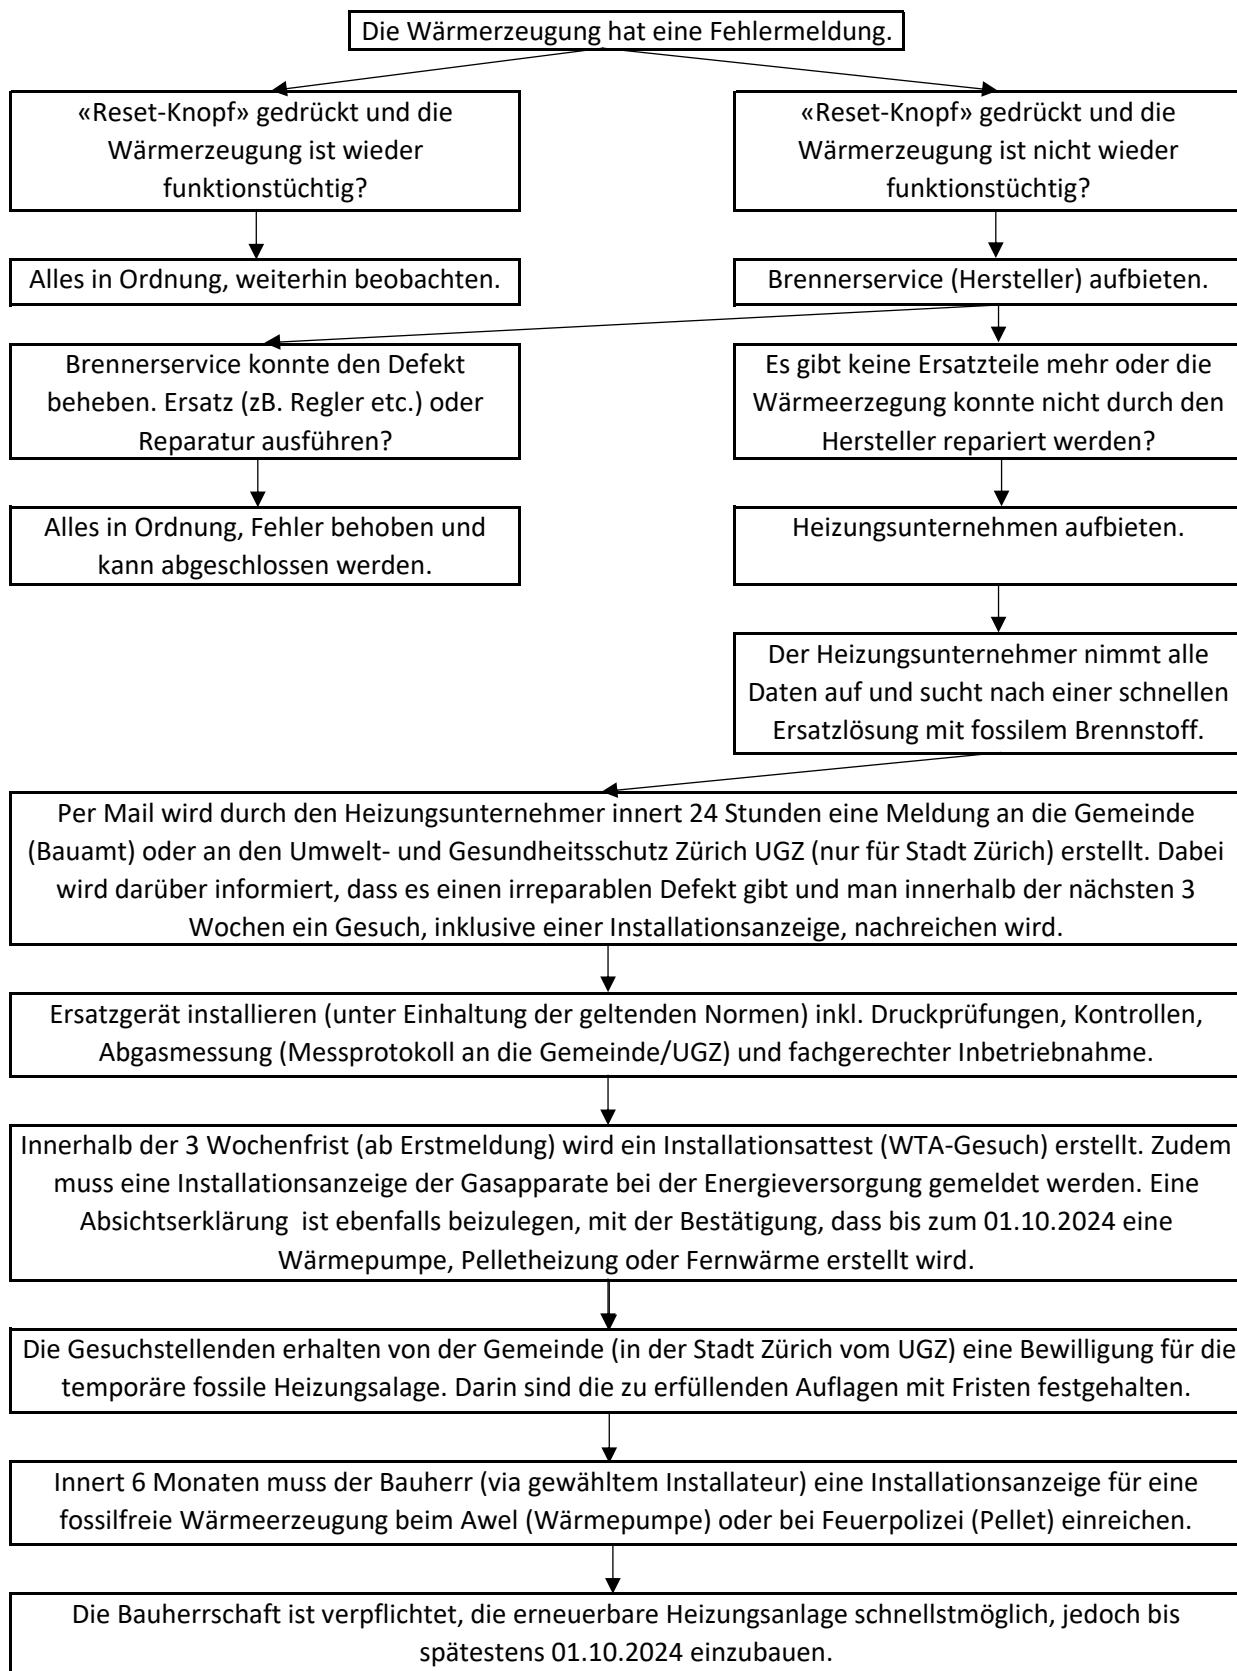 Die Wärmerzeugung hat eine Fehlermeldung.
«Reset-Knopf» gedrückt und die
Wärmerzeugung ist wieder
funktionstüchtig?
«Reset-Knopf» gedrückt und die
Wärmerzeugung ist nicht wieder
funktionstüchtig?
Alles in Ordnung, weiterhin beobachten.
Brennerservice (Hersteller) aufbieten.
Brennerservice konnte den Defekt
beheben. Ersatz (zB. Regler etc.) oder
Reparatur ausführen?
Es gibt keine Ersatzteile mehr oder die
Wärmeerzegung konnte nicht durch den
Hersteller repariert werden?
Alles in Ordnung, Fehler behoben und
kann abgeschlossen werden.
Heizungsunternehmen aufbieten.
Der Heizungsunternehmer nimmt alle
Daten auf und sucht nach einer schnellen
Ersatzlösung mit fossilem Brennstoff.
Per Mail wird durch den Heizungsunternehmer innert 24 Stunden eine Meldung an die Gemeinde
(Bauamt) oder an den Umwelt- und Gesundheitsschutz Zürich UGZ (nur für Stadt Zürich) erstellt. Dabei
wird darüber informiert, dass es einen irreparablen Defekt gibt und man innerhalb der nächsten 3
Wochen ein Gesuch, inklusive einer Installationsanzeige, nachreichen wird.
Ersatzgerät installieren (unter Einhaltung der geltenden Normen) inkl. Druckprüfungen, Kontrollen,
Abgasmessung (Messprotokoll an die Gemeinde/UGZ) und fachgerechter Inbetriebnahme.
Innerhalb der 3 Wochenfrist (ab Erstmeldung) wird ein Installationsattest (WTA-Gesuch) erstellt. Zudem
muss eine Installationsanzeige der Gasapparate bei der Energieversorgung gemeldet werden. Eine
Absichtserklärung  ist ebenfalls beizulegen, mit der Bestätigung, dass bis zum 01.10.2024 eine
Wärmepumpe, Pelletheizung oder Fernwärme erstellt wird.
Die Gesuchstellenden erhalten von der Gemeinde (in der Stadt Zürich vom UGZ) eine Bewilligung für die
temporäre fossile Heizungsalage. Darin sind die zu erfüllenden Auflagen mit Fristen festgehalten.
Innert 6 Monaten muss der Bauherr (via gewähltem Installateur) eine Installationsanzeige für eine
fossilfreie Wärmeerzeugung beim Awel (Wärmepumpe) oder bei Feuerpolizei (Pellet) einreichen.
Die Bauherrschaft ist verpflichtet, die erneuerbare Heizungsanlage schnellstmöglich, jedoch bis
spätestens 01.10.2024 einzubauen.